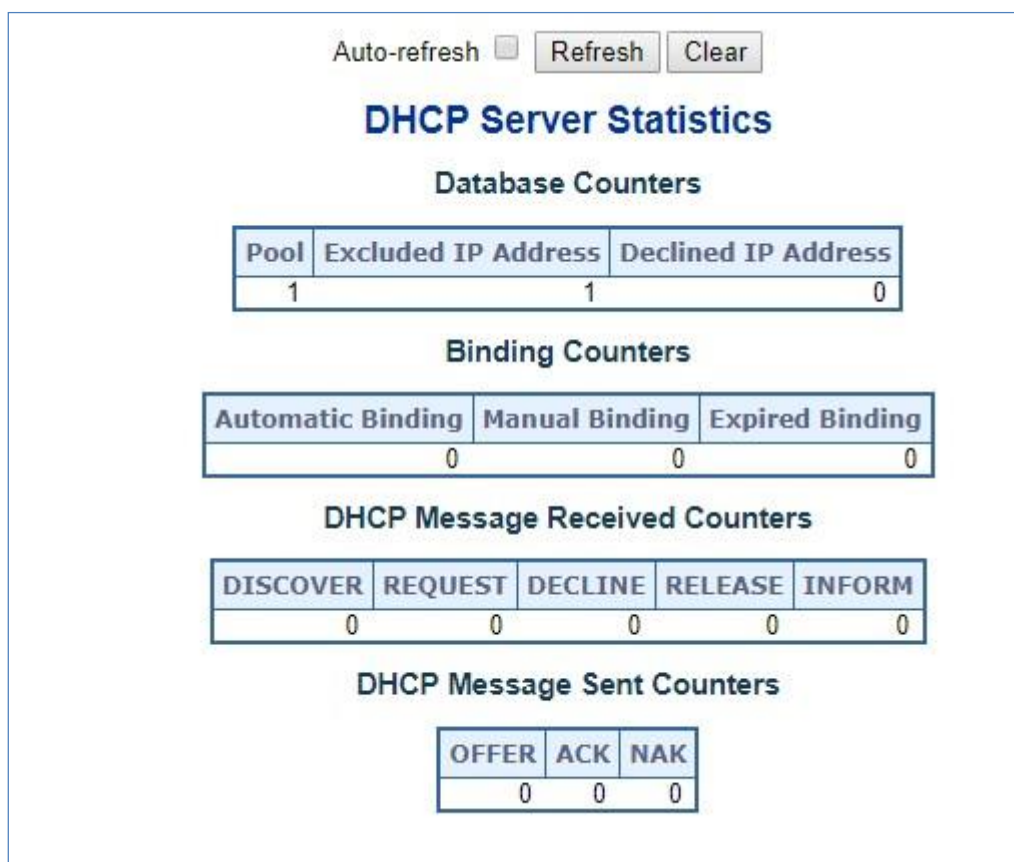 Auto-refresh Refresh Clear
DHCP Server Statistics
Database Counters
Pool Excluded IP Address Declined IP Address
1 1 0
Binding Counters
Automatic Binding Manual Binding Expired Binding
0 0 0
DHCP Message Received Counters
DISCOVER REQUEST DECLINE RELEASE INFORM
0 0 0 0 0
DHCP Message Sent Counters
OFFER ACK NAK
0 0 0